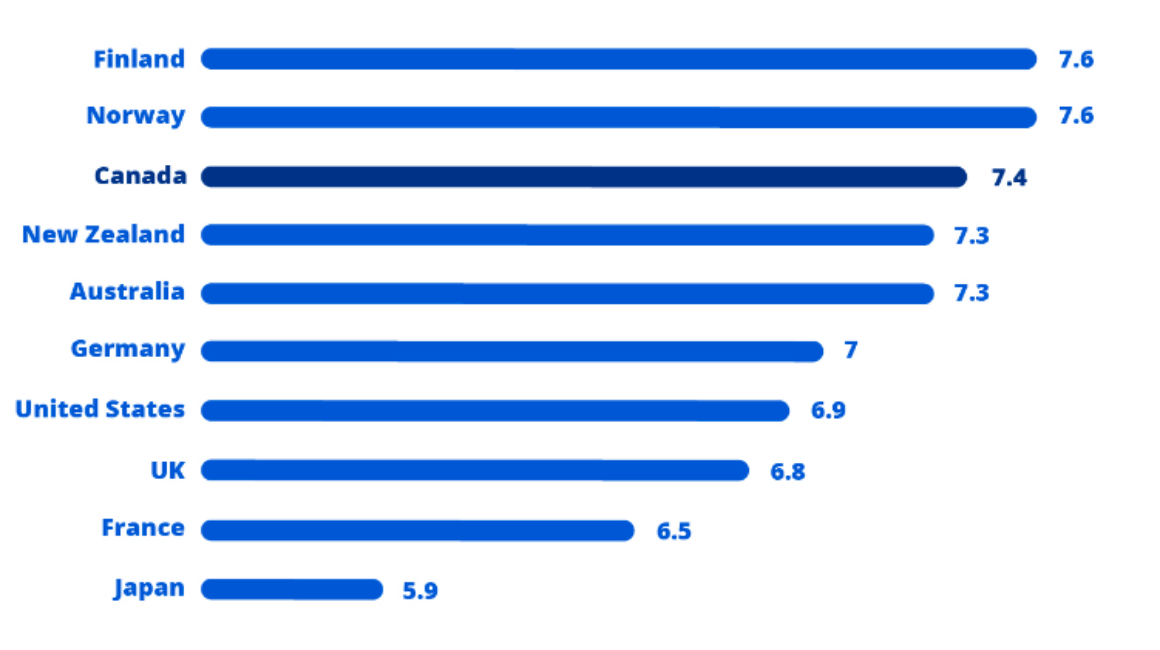 Finland 7.6
Norway 7.6
Canada 7.4
New Zealand 7.3
Australia 7.3
Germany 7
United States 6.9
UK 6.8
France 6.5
Japan 5.9